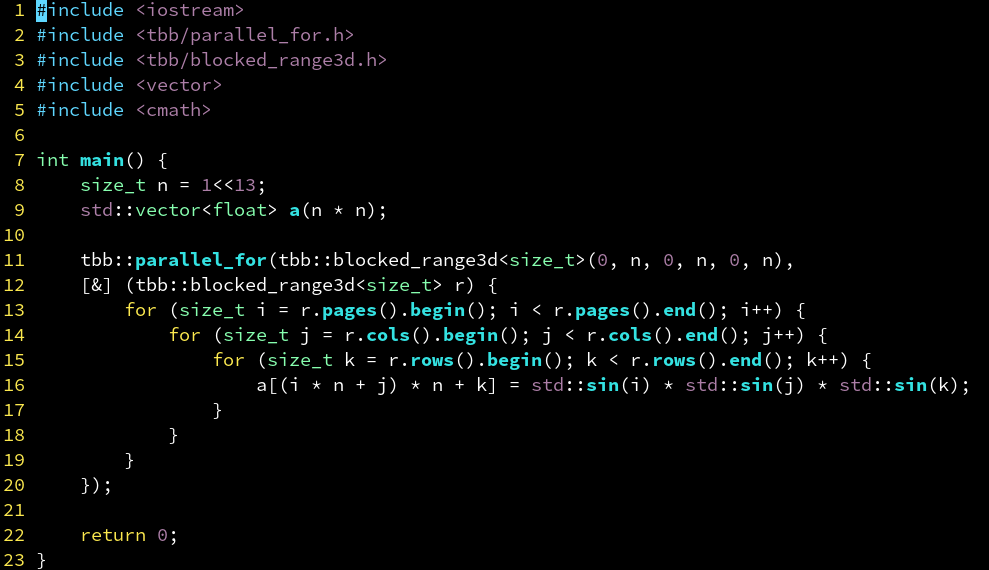 1 #include <iostream>
2 #include <tbb/parallel_for.h>
3 #include <tbb/blocked_range3d.h>
4 #include <vector>
5 #include <cmath>
6
7 int main() {
8     size_t n = 1<<13;
9     std::vector<float> a(n * n);
10
11     tbb::parallel_for(tbb::blocked_range3d<size_t>(0, n, 0, n, 0, n),
12     [&] (tbb::blocked_range3d<size_t> r) {
13         for (size_t i = r.pages().begin(); i < r.pages().end(); i++) {
14             for (size_t j = r.cols().begin(); j < r.cols().end(); j++) {
15                 for (size_t k = r.rows().begin(); k < r.rows().end(); k++) {
16                     a[(i * n + j) * n + k] = std::sin(i) * std::sin(j) * std::sin(k);
17                 }
18             }
19         }
20     });
21
22     return 0;
23 }